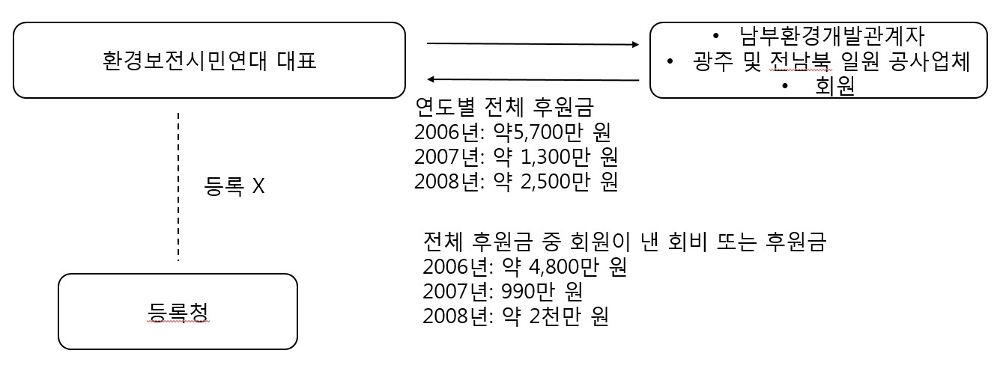 환경보전시민연대 대표
• 남부환경개발관계자
• 광주 및 전남북 일원 공사업체
• 회원
연도별 전체 후원금
2006년: 약5,700만 원
2007년: 약 1,300만 원
2008년: 약 2,500만 원
등록 X
전체 후원금 중 회원이 낸 회비 또는 후원금
2006년: 약 4,800만 원
2007년: 990만 원
2008년: 약 2천만 원
등록청